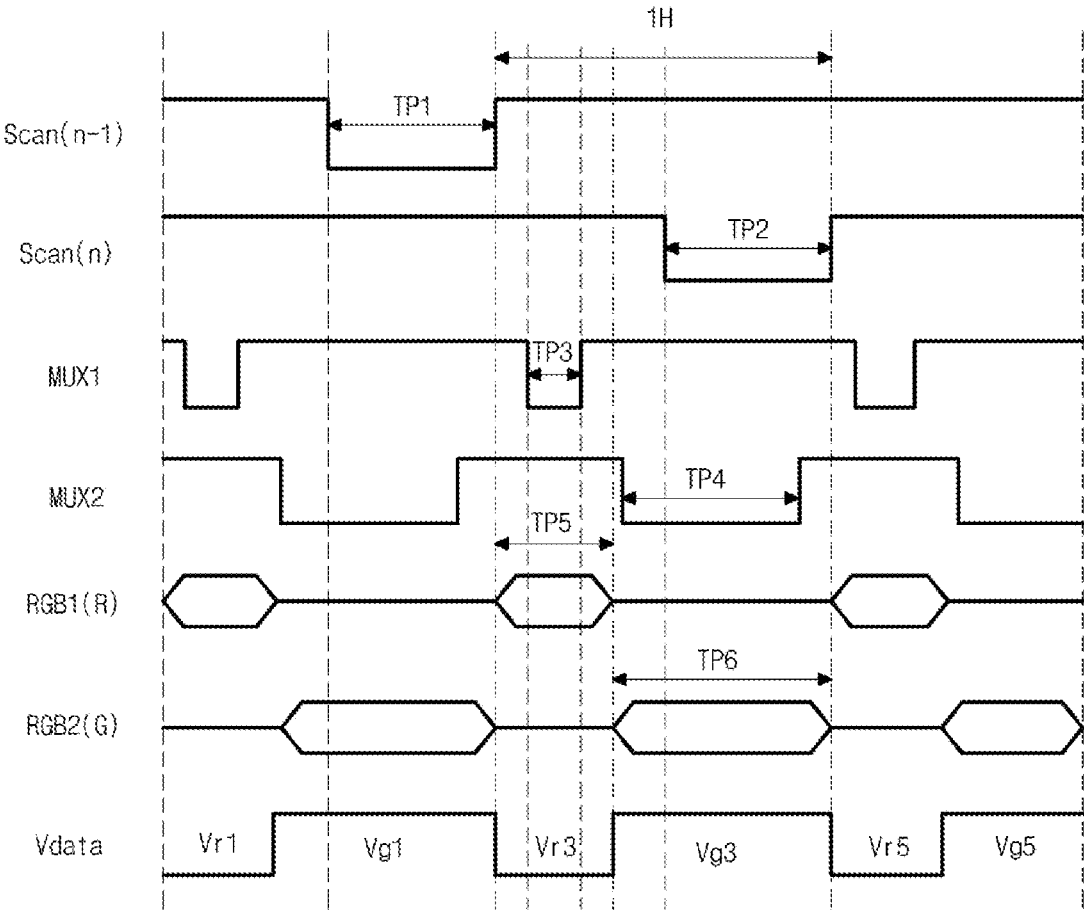 1H
TP1
Scan(n-1)
TP2
Scan(n)
TP3
MUX1
TP4
MUX2
TP5
RGB1(R)
TP6
RGB2(G)
Vdata Vr1 Vg1 Vr3 Vg3 Vr5 Vg5